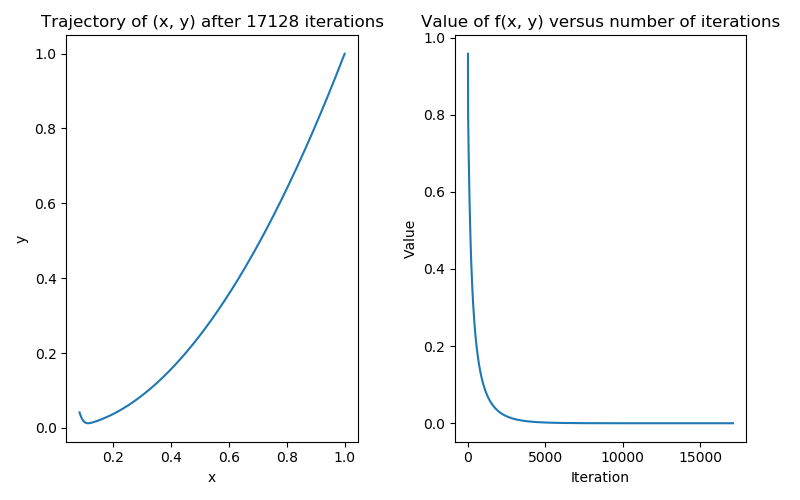 Trajectory of (x, y) after 17128 iterations
1.0
0.8
0.6
0.4
0.2
0.0
y
0.2 0.4 0.6 0.8 1.0
x
Value of f(x, y) versus number of iterations
1.0
0.8
0.6
0.4
0.2
0.0
Value
0 5000 10000 15000
Iteration